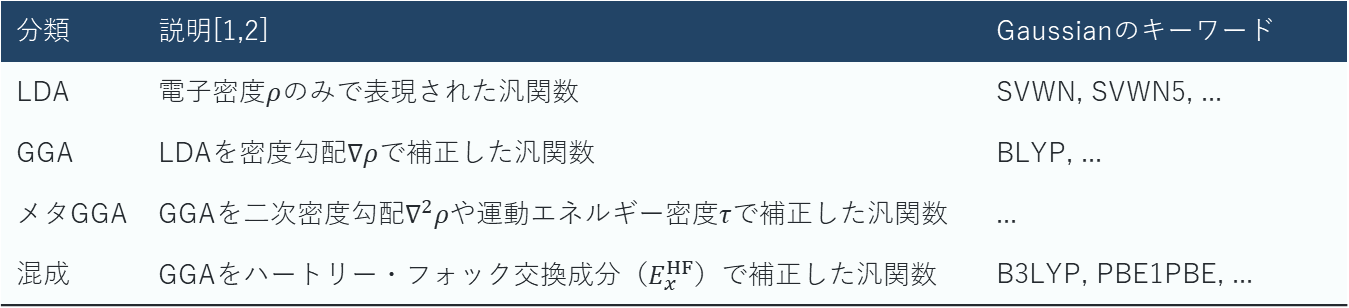 分類 説明[1,2] Gaussianのキーワード
LDA 電子密度ρのみで表現された汎関数 SVWN, SVWN5, ...
GGA LDAを密度勾配∇ρで補正した汎関数 BLYP, ...
メタGGA GGAを二次密度勾配∇²ρや運動エネルギー密度τで補正した汎関数 ...
混成 GGAをハートリー・フォック交換成分（E_x^HF）で補正した汎関数 B3LYP, PBE1PBE, ...